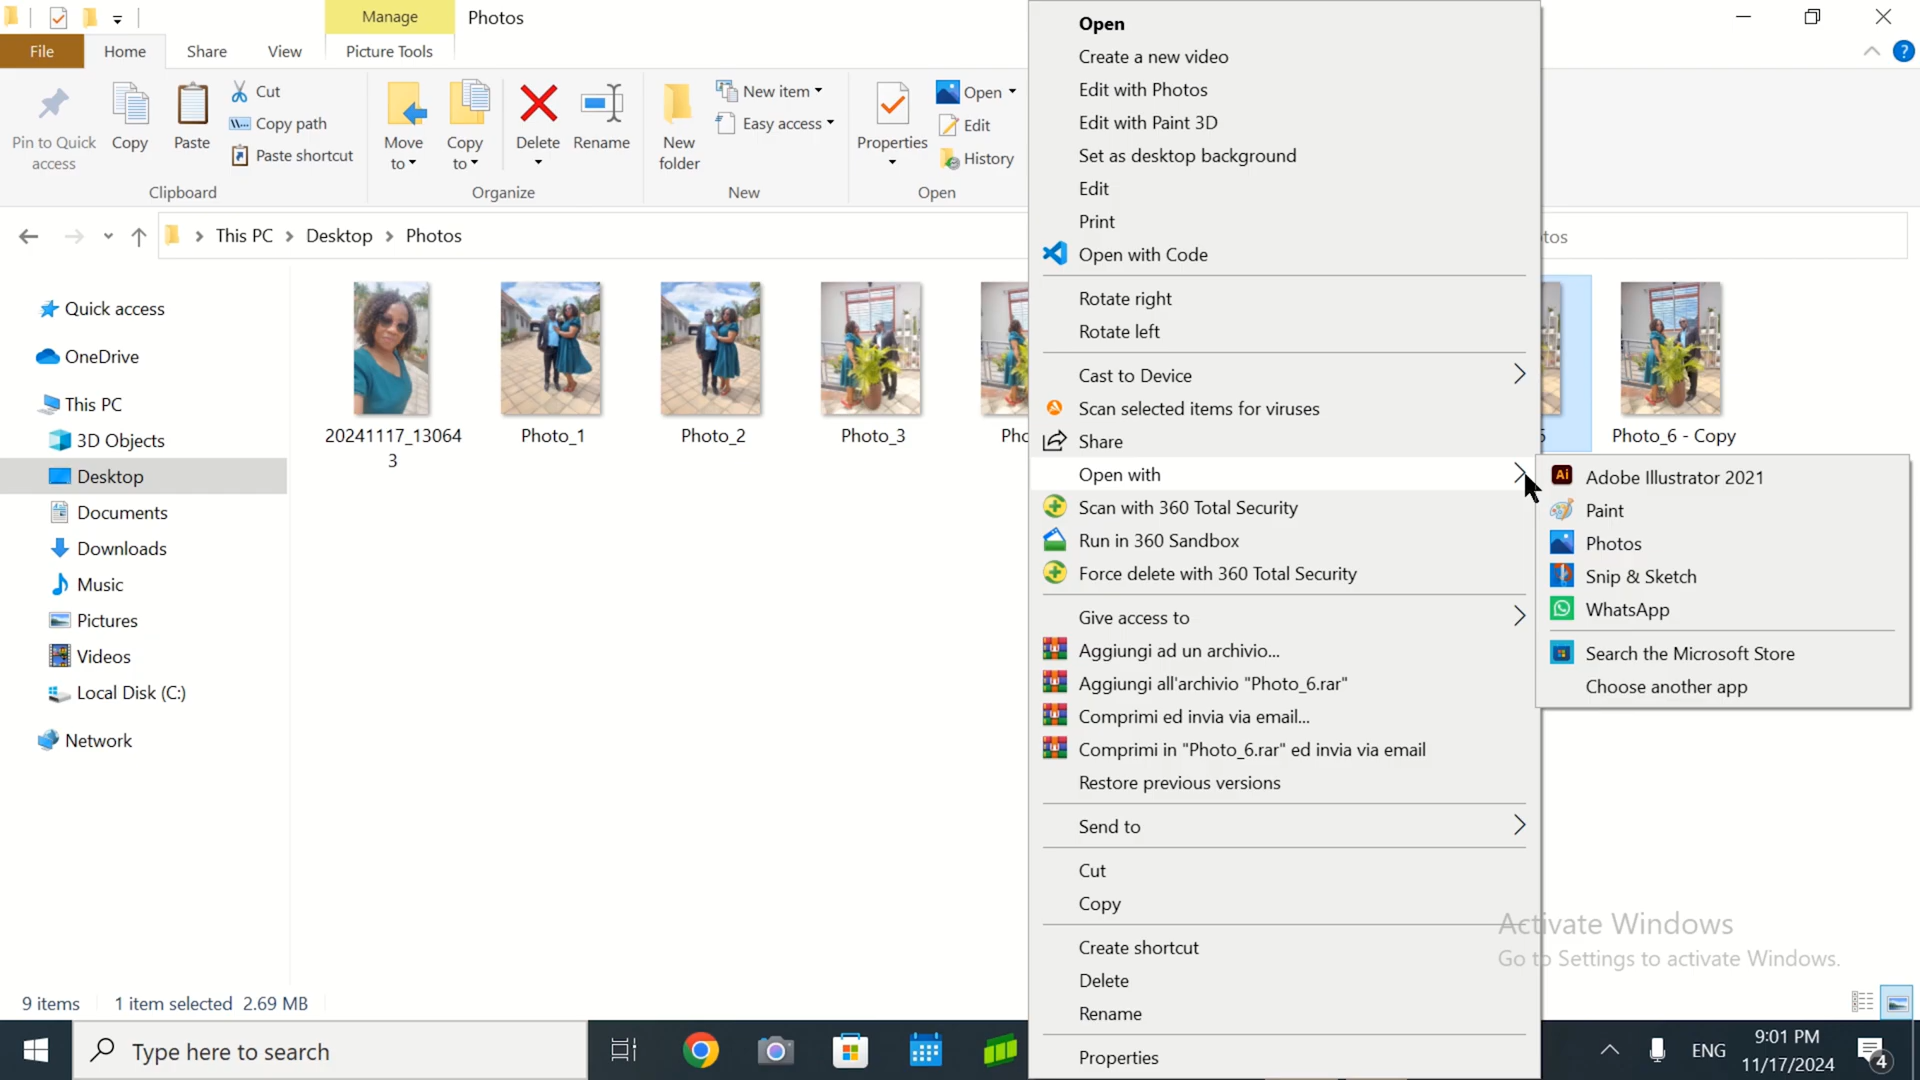 Manage
Photos
File
Home
Share
View
Picture Tools
Pin to Quick
access
Copy
Paste
Cut
Copy path
Paste shortcut
Clipboard
Move
to
Copy
to
Delete
Rename
Organize
New
folder
New item
Easy access
New
Properties
Open
Edit
History
Open
This PC
Desktop
Photos
Quick access
OneDrive
This PC
3D Objects
Desktop
Documents
Downloads
Music
Pictures
Videos
Local Disk (C:)
Network
20241117_13064
3
Photo_1
Photo_2
Photo_3
Photo_6 - Copy
Open
Create a new video
Edit with Photos
Edit with Paint 3D
Set as desktop background
Edit
Print
Open with Code
Rotate right
Rotate left
Cast to Device
Scan selected items for viruses
Share
Open with
Scan with 360 Total Security
Run in 360 Sandbox
Force delete with 360 Total Security
Give access to
Aggiungi ad un archivio...
Aggiungi all'archivio "Photo_6.rar"
Comprimi ed invia via email...
Comprimi in "Photo_6.rar" ed invia via email
Restore previous versions
Send to
Cut
Copy
Create shortcut
Delete
Rename
Properties
Adobe Illustrator 2021
Paint
Photos
Snip & Sketch
WhatsApp
Search the Microsoft Store
Choose another app
Activate Windows
Go to Settings to activate Windows.
9 items
1 item selected 2.69 MB
Type here to search
ENG
9:01 PM
11/17/2024
4